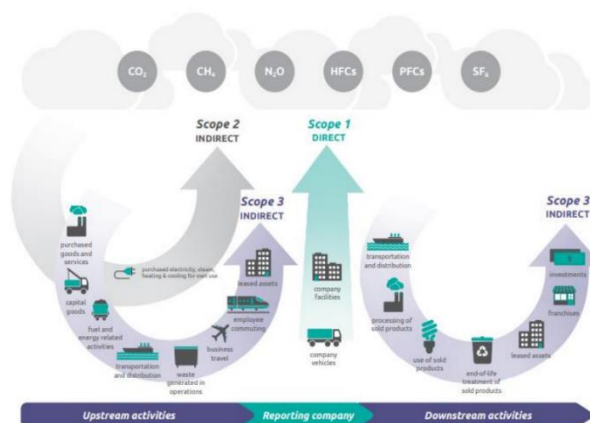 CO₂
CH₄
N₂O
HFCs
PFCs
SF₆
Scope 2
INDIRECT
Scope 1
DIRECT
Scope 3
INDIRECT
Scope 3
INDIRECT
purchased
goods and
services
capital
goods
fuel and
energy related
activities
transportation
and distribution
waste
generated in
operations
business
travel
employee
commuting
leased assets
purchased electricity, steam,
heating & cooling for own use
company
facilities
company
vehicles
transportation
and distribution
processing of
sold products
use of sold
products
end-of-life
treatment of
sold products
leased assets
franchises
investments
Upstream activities
Reporting company
Downstream activities